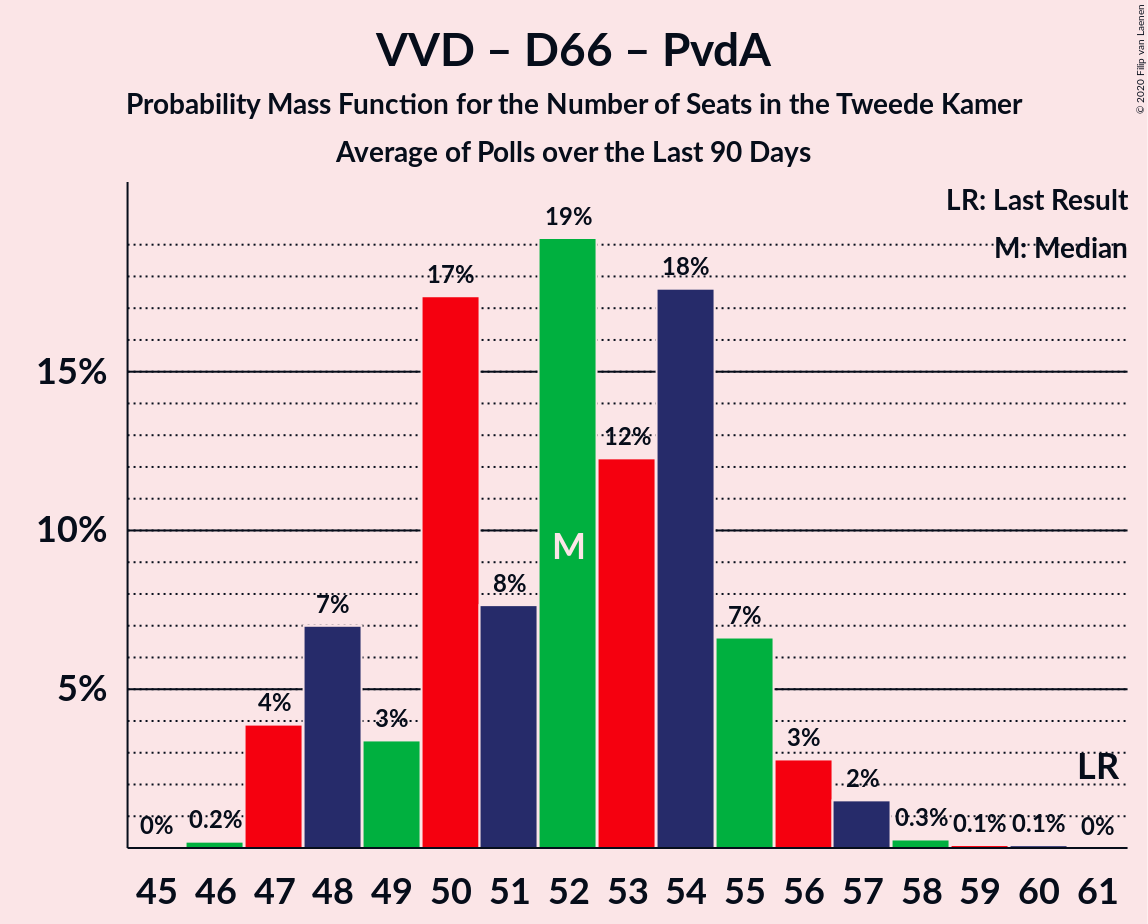 VVD – D66 – PvdA
Probability Mass Function for the Number of Seats in the Tweede Kamer
Average of Polls over the Last 90 Days
© 2020 Filip van Laenen
LR: Last Result
M: Median
15%
10%
5%
0%
0.2%
4%
7%
3%
17%
8%
19%
12%
18%
7%
3%
2%
0.3%
0.1%
0.1%
0%
M
LR
45 46 47 48 49 50 51 52 53 54 55 56 57 58 59 60 61